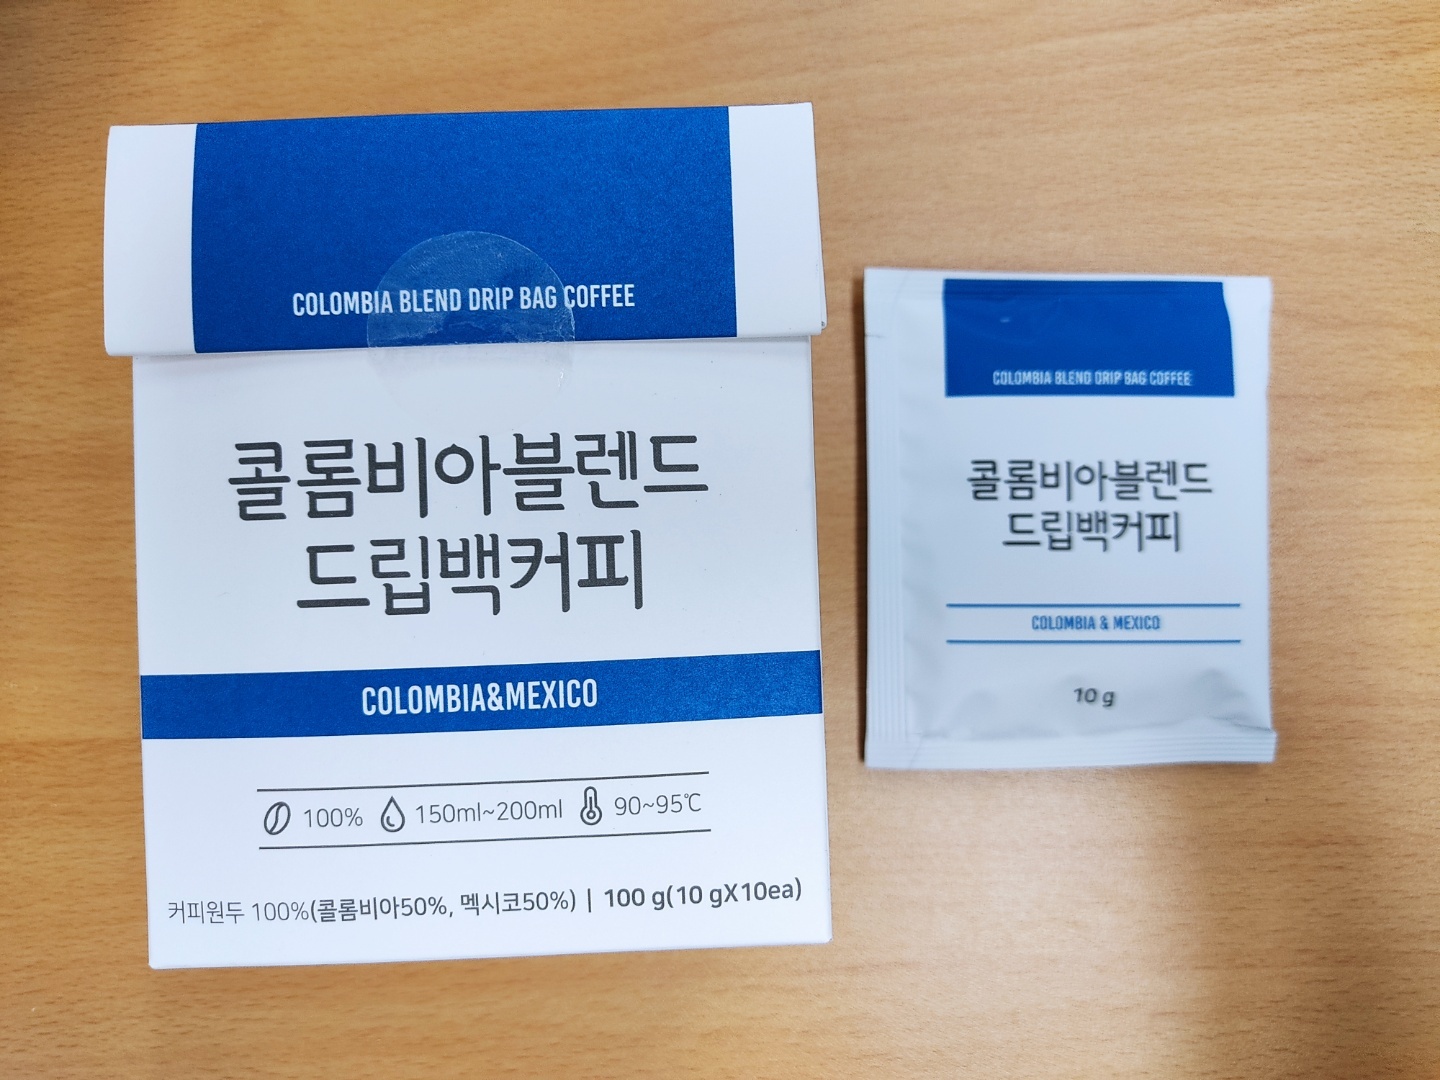 COLOMBIA BLEND DRIP BAG COFFEE
콜롬비아블렌드
드립백커피
COLOMBIA&MEXICO
100% 150ml~200ml 90~95℃
커피원두 100%(콜롬비아50%, 멕시코50%) | 100 g(10 gX10ea)
COLOMBIA BLEND DRIP BAG COFFEE
콜롬비아블렌드
드립백커피
COLOMBIA & MEXICO
10 g